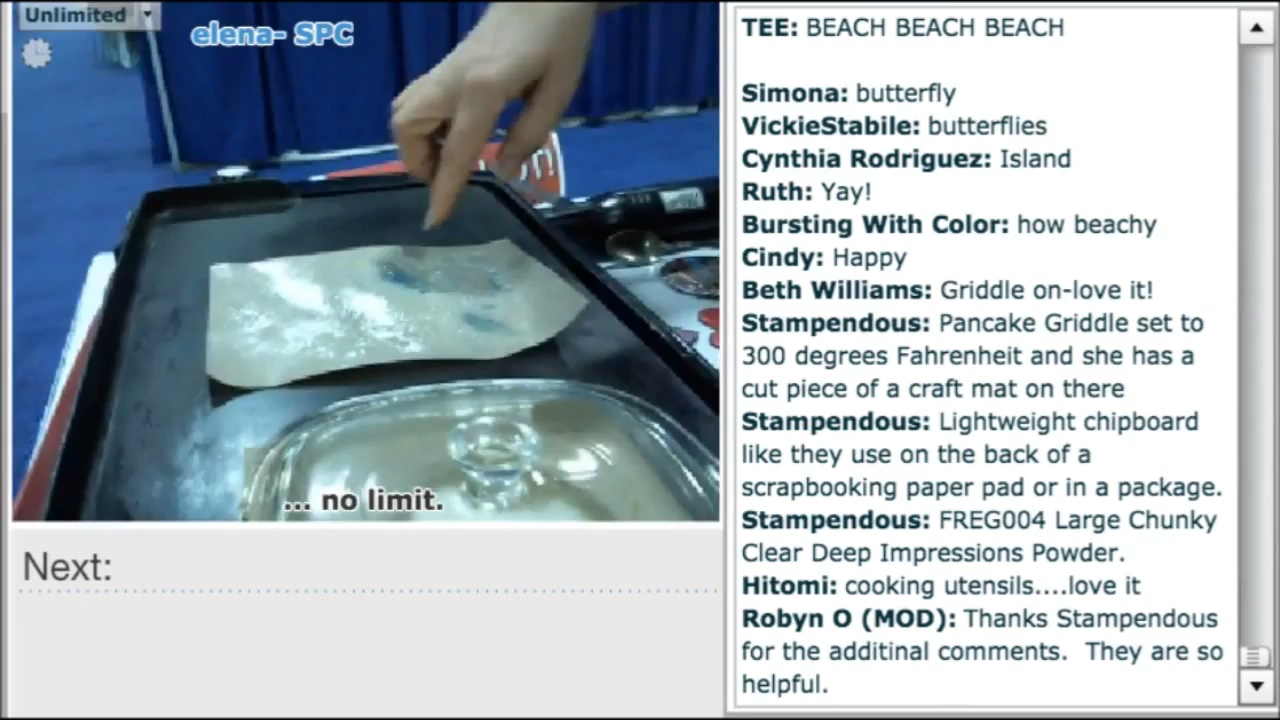 Unlimited
elena- SPC
... no limit.
Next:
TEE: BEACH BEACH BEACH
Simona: butterfly
VickieStabile: butterflies
Cynthia Rodriguez: Island
Ruth: Yay!
Bursting With Color: how beachy
Cindy: Happy
Beth Williams: Griddle on-love it!
Stampendous: Pancake Griddle set to
300 degrees Fahrenheit and she has a
cut piece of a craft mat on there
Stampendous: Lightweight chipboard
like they use on the back of a
scrapbooking paper pad or in a package.
Stampendous: FREG004 Large Chunky
Clear Deep Impressions Powder.
Hitomi: cooking utensils....love it
Robyn O (MOD): Thanks Stampendous
for the additinal comments.  They are so
helpful.